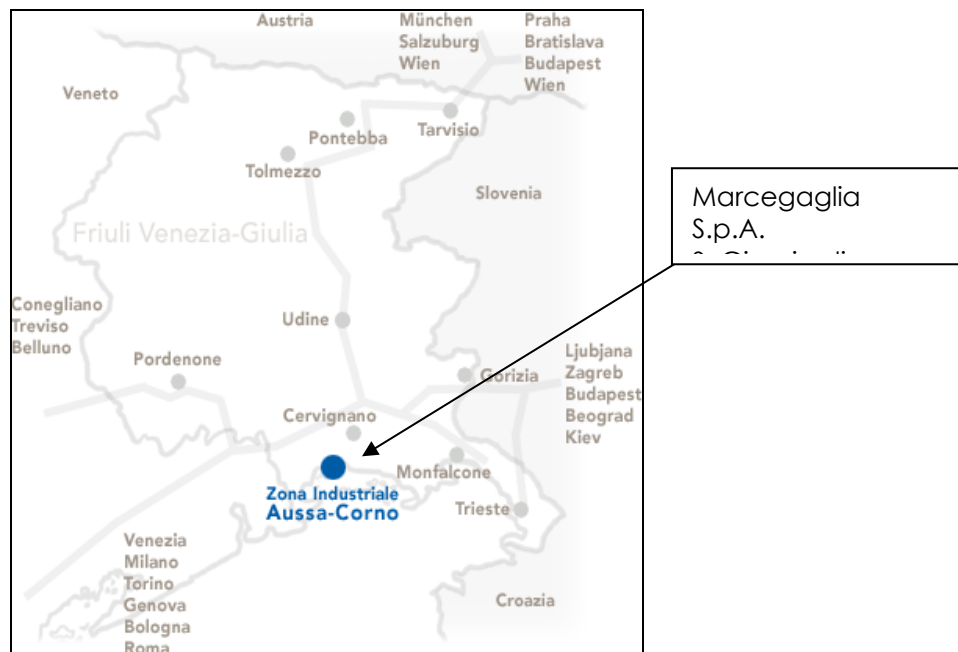 Austria
München
Salzuburg
Wien
Praha
Bratislava
Budapest
Wien
Veneto
Pontebba
Tarvisio
Tolmezzo
Slovenia
Marcegaglia
S.p.A.
Friuli Venezia-Giulia
Conegliano
Treviso
Belluno
Udine
Pordenone
Gorizia
Ljubjana
Zagreb
Budapest
Beograd
Kiev
Cervignano
Monfalcone
Zona Industriale
Aussa-Corno
Trieste
Venezia
Milano
Torino
Genova
Bologna
Roma
Croazia